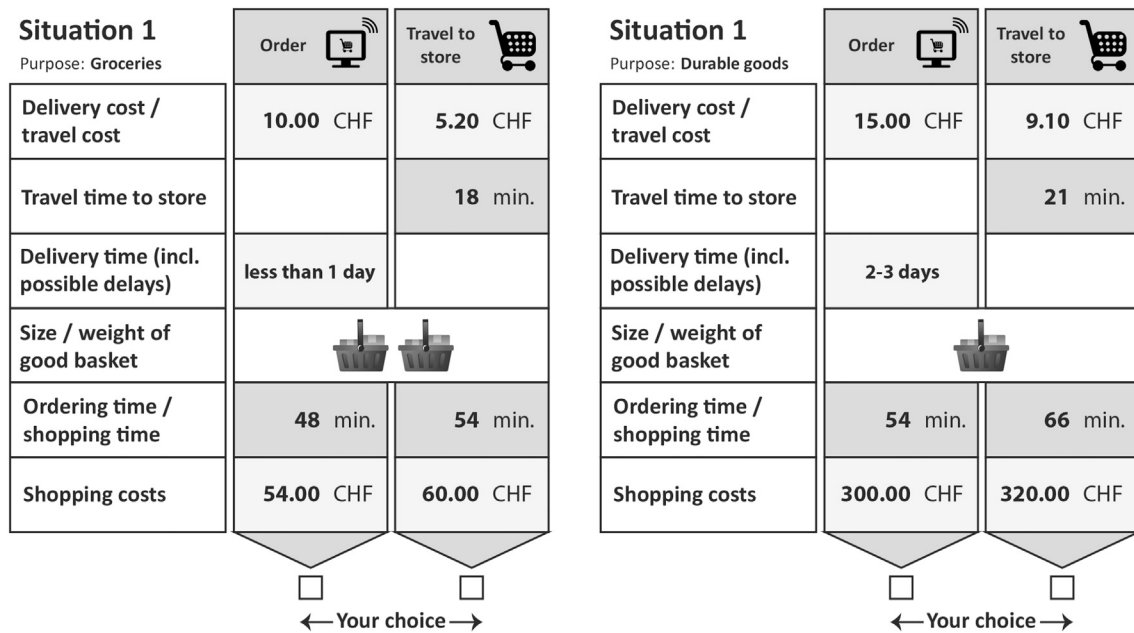 Situation 1
Purpose: Groceries
Order
Travel to
store
Delivery cost /
travel cost
10.00 CHF
5.20 CHF
Travel time to store
18 min.
Delivery time (incl.
possible delays)
less than 1 day
Size / weight of
good basket
Ordering time /
shopping time
48 min.
54 min.
Shopping costs
54.00 CHF
60.00 CHF
Your choice
Situation 1
Purpose: Durable goods
Order
Travel to
store
Delivery cost /
travel cost
15.00 CHF
9.10 CHF
Travel time to store
21 min.
Delivery time (incl.
possible delays)
2-3 days
Size / weight of
good basket
Ordering time /
shopping time
54 min.
66 min.
Shopping costs
300.00 CHF
320.00 CHF
Your choice